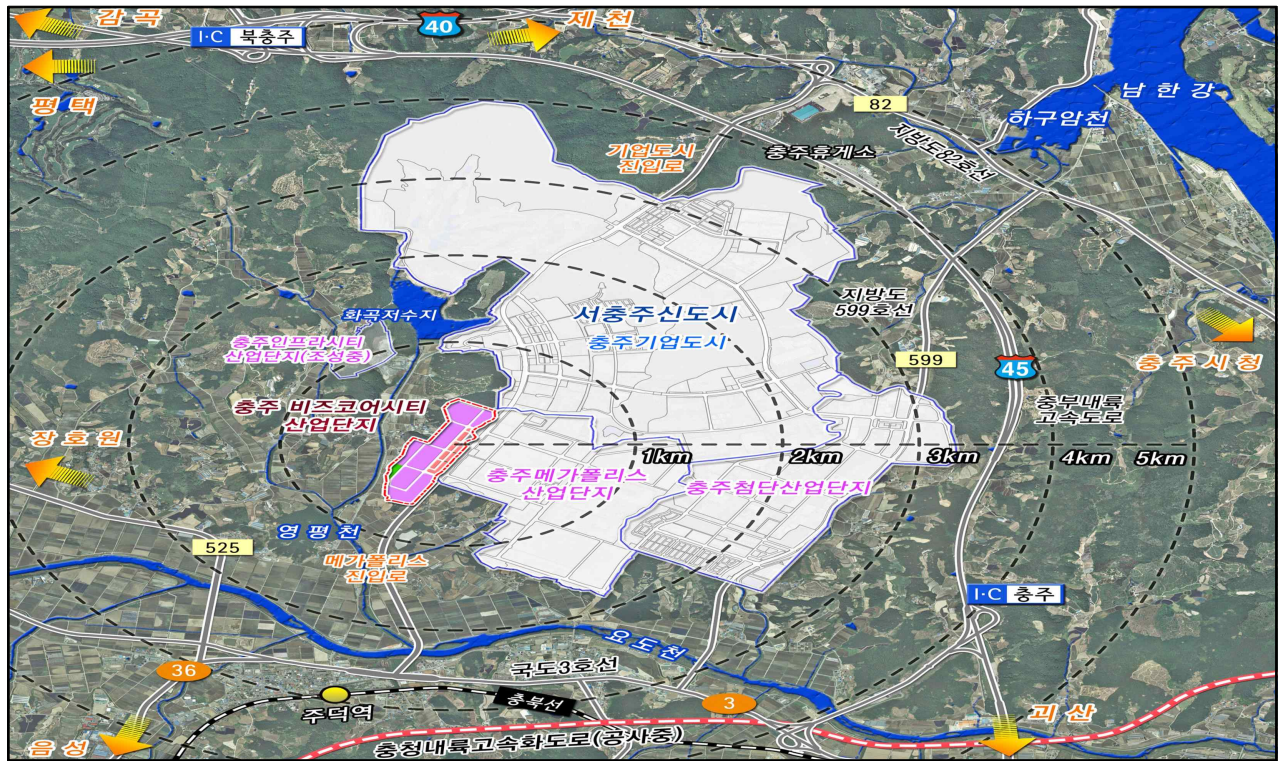 감곡
I·C 북충주
40
제천
평택
82
남한강
하구암천
지방도82호선
기업도시
진입로
충주휴게소
화곡저수지
서충주신도시
충주기업도시
지방도
599호선
599
45
충주시청
충주인프라시티
산업단지(조성중)
충주 비즈코어시티
산업단지
중부내륙
고속도로
장호원
1km
2km
3km
4km
5km
충주메가폴리스
산업단지
충주첨단산업단지
영평천
525
메가폴리스
진입로
I·C 충주
요도천
36
국도3호선
주덕역
충북선
3
괴산
음성
충청내륙고속화도로(공사중)